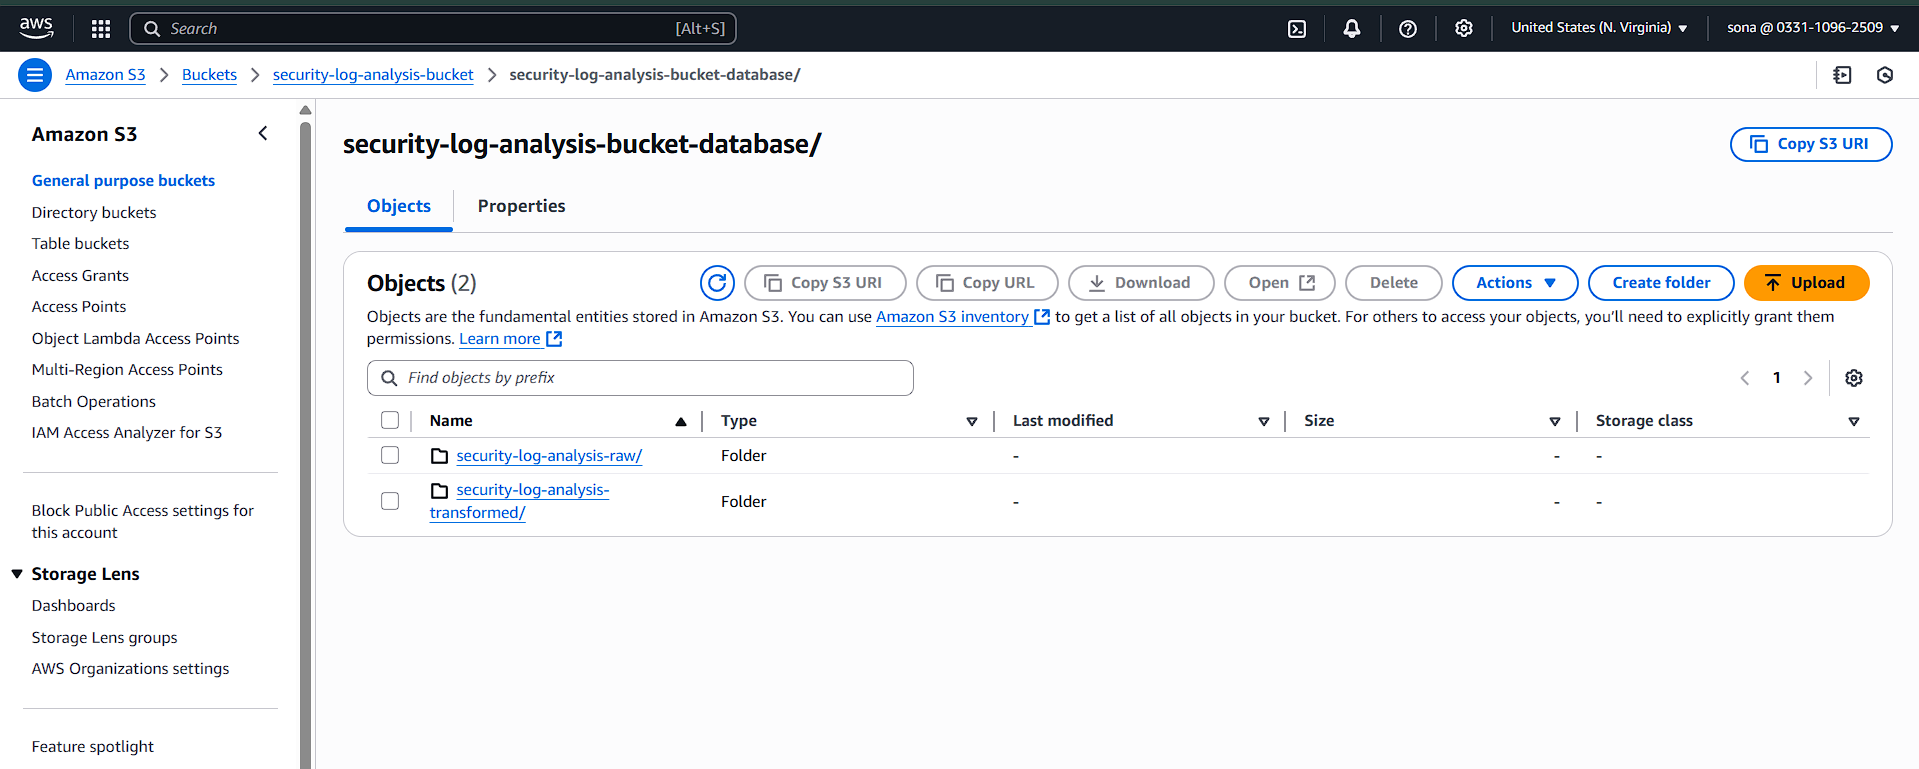 aws
Search [Alt+S]
United States (N. Virginia)
sona @ 0331-1096-2509
Amazon S3
Buckets
security-log-analysis-bucket
security-log-analysis-bucket-database/
Amazon S3
General purpose buckets
Directory buckets
Table buckets
Access Grants
Access Points
Object Lambda Access Points
Multi-Region Access Points
Batch Operations
IAM Access Analyzer for S3
Block Public Access settings for
this account
Storage Lens
Dashboards
Storage Lens groups
AWS Organizations settings
Feature spotlight
security-log-analysis-bucket-database/
Copy S3 URI
Objects
Properties
Objects (2)
Copy S3 URI
Copy URL
Download
Open
Delete
Actions
Create folder
Upload
Objects are the fundamental entities stored in Amazon S3. You can use Amazon S3 inventory to get a list of all objects in your bucket. For others to access your objects, you'll need to explicitly grant them
permissions. Learn more
Find objects by prefix
1
Name Type Last modified Size Storage class
security-log-analysis-raw/ Folder - - -
security-log-analysis-
transformed/ Folder - - -